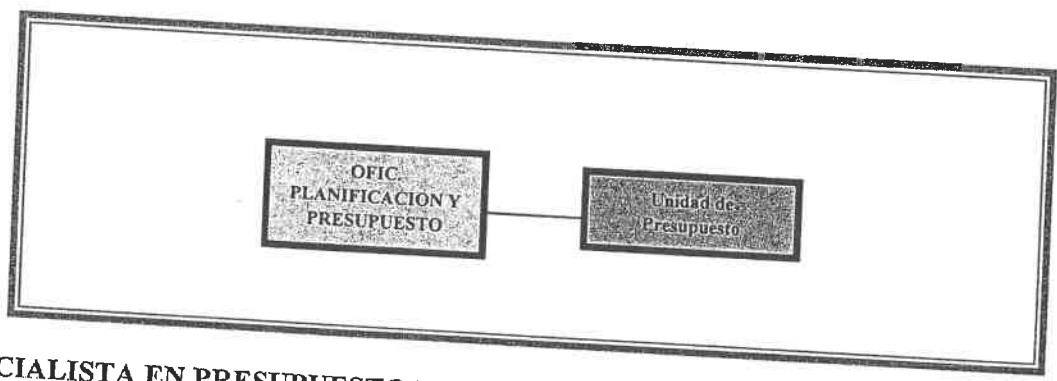 OFIC.
PLANIFICACION Y
PRESUPUESTO
Unidad de
Presupuesto
CIALISTA EN PRESUPUESTO